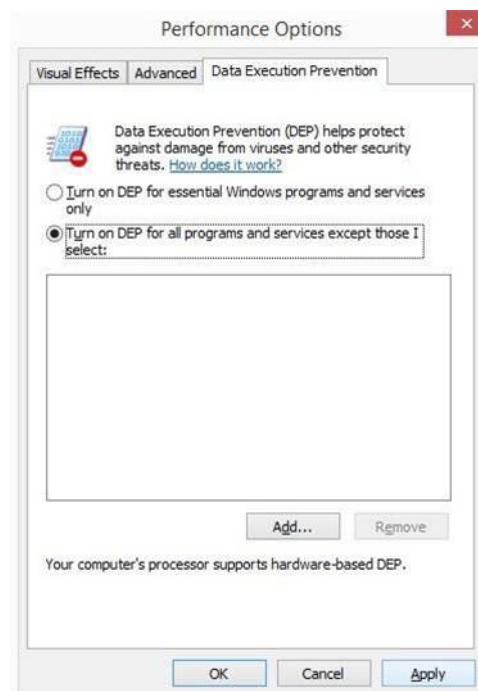 Performance Options
Visual Effects Advanced Data Execution Prevention
Data Execution Prevention (DEP) helps protect
against damage from viruses and other security
threats. How does it work?
Turn on DEP for essential Windows programs and services
only
Turn on DEP for all programs and services except those I
select:
Add... Remove
Your computer's processor supports hardware-based DEP.
OK Cancel Apply